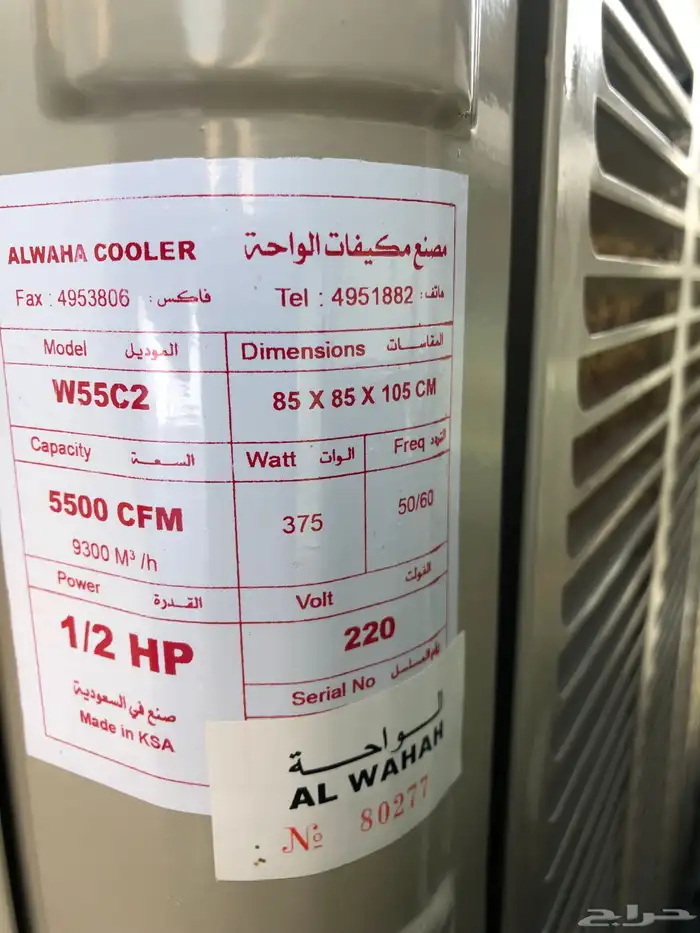 ALWAHA COOLER مصنع مكيفات الواحة
Fax : 4953806 فاكس: Tel : 4951882 هاتف:
Model الموديل Dimensions المقاسات
W55C2 85 X 85 X 105 CM
Capacity السعة Watt الوات Freq التردد
5500 CFM 375 50/60
9300 M³ /h
Power القدرة Volt الفولت
1/2 HP 220
Serial No الرقم المسلسل
صنع في السعودية
Made in KSA
الواحة
AL WAHAH
№ 80277
حراج